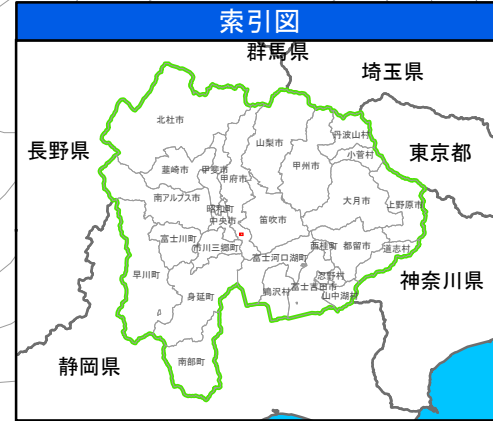 索引図
群馬県
埼玉県
長野県
東京都
神奈川県
静岡県
北杜市
丹波山村
小菅村
山梨市
甲州市
韮崎市
甲斐市
甲府市
大月市
上野原市
南アルプス市
昭和町
中央市
笛吹市
富士川町
市川三郷町
西桂町
都留市
道志村
富士河口湖町
早川町
身延町
鳴沢村
富士吉田市
忍野村
山中湖村
南部町